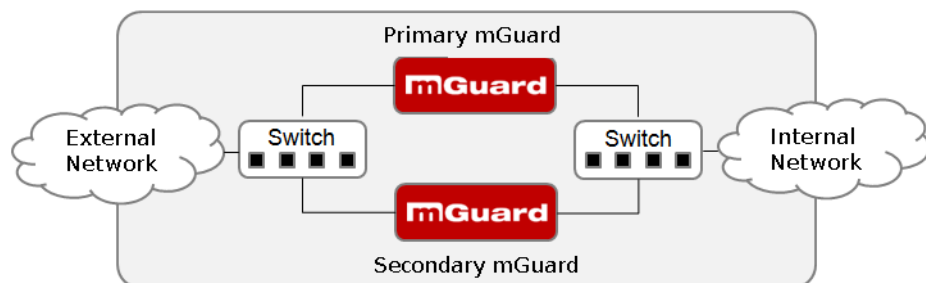 Primary mGuard
mGuard
External
Network
Switch
Switch
Internal
Network
mGuard
Secondary mGuard